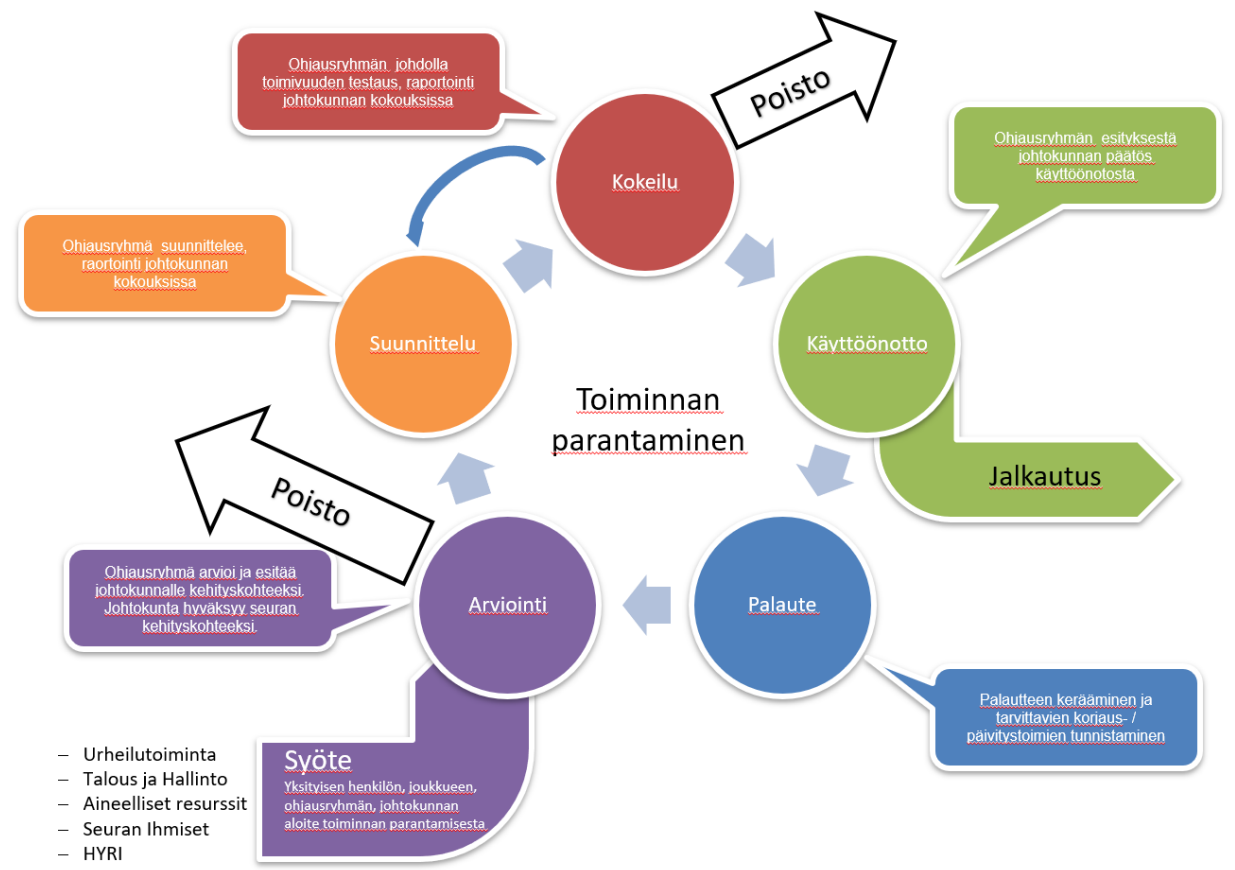 Ohjausryhmän johdolla
toimivuuden testaus, raportointi
johtokunnan kokouksissa
Poisto
Kokeilu
Ohjausryhmän esityksestä
johtokunnan päätös
käyttöönotosta
Ohjausryhmä suunnittelee,
raortointi johtokunnan
kokouksissa
Suunnittelu
Käyttöönotto
Toiminnan
parantaminen
Jalkautus
Poisto
Ohjausryhmä arvioi ja esitää
johtokunnalle kehityskohteeksi.
Johtokunta hyväksyy seuran
kehityskohteeksi.
Arviointi
Palaute
Palautteen kerääminen ja
tarvittavien korjaus- /
päivitystoimien tunnistaminen
Syöte
Yksityisen henkilön, joukkueen,
ohjausryhmän, johtokunnan
aloite toiminnan parantamisesta
– Urheilutoiminta
– Talous ja Hallinto
– Aineelliset resurssit
– Seuran Ihmiset
– HYRI